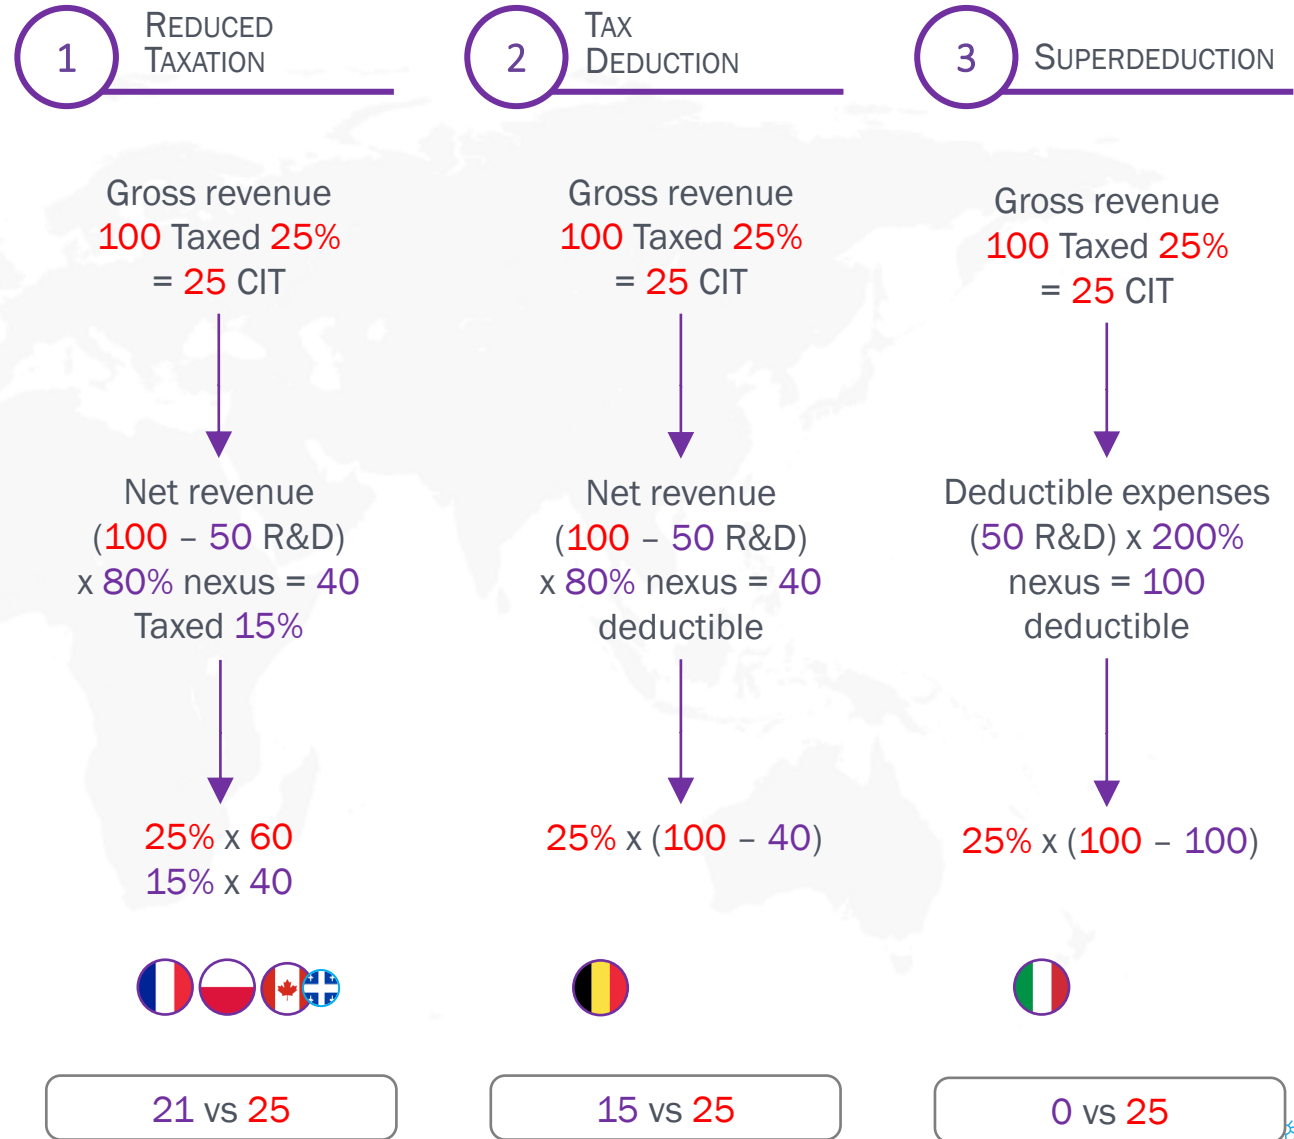 1
REDUCED
TAXATION
Gross revenue
100 Taxed 25%
= 25 CIT
Net revenue
(100 – 50 R&D)
x 80% nexus = 40
Taxed 15%
25% x 60
15% x 40
21 vs 25
2
TAX
DEDUCTION
Gross revenue
100 Taxed 25%
= 25 CIT
Net revenue
(100 – 50 R&D)
x 80% nexus = 40
deductible
25% x (100 – 40)
15 vs 25
3
SUPERDEDUCTION
Gross revenue
100 Taxed 25%
= 25 CIT
Deductible expenses
(50 R&D) x 200%
nexus = 100
deductible
25% x (100 – 100)
0 vs 25